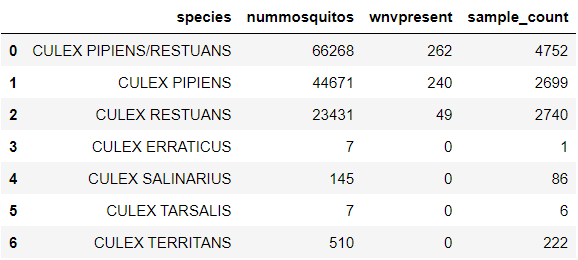 species nummosquitos wnvpresent sample_count
0 CULEX PIPIENS/RESTUANS 66268 262 4752
1 CULEX PIPIENS 44671 240 2699
2 CULEX RESTUANS 23431 49 2740
3 CULEX ERRATICUS 7 0 1
4 CULEX SALINARIUS 145 0 86
5 CULEX TARSALIS 7 0 6
6 CULEX TERRITANS 510 0 222